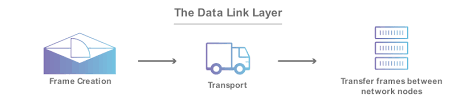 The Data Link Layer
Frame Creation
Transport
Transfer frames between
network nodes